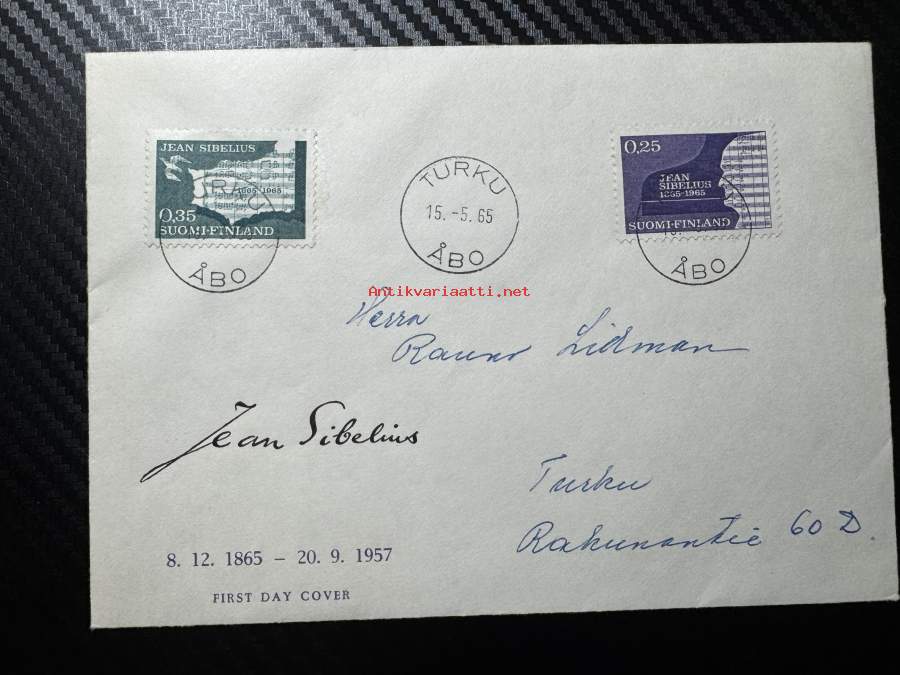 JEAN SIBELIUS
1865-1965
0,35
SUOMI-FINLAND
ÅBO
TURKU
15.-5.65
ÅBO
0,25
JEAN
SIBELIUS
1865-1965
SUOMI-FINLAND
ÅBO
Antikvariaatti.net
Herra
Rauno Lidman
Jean Sibelius
Turku
Rakunantie 60 D.
8. 12. 1865 – 20. 9. 1957
FIRST DAY COVER